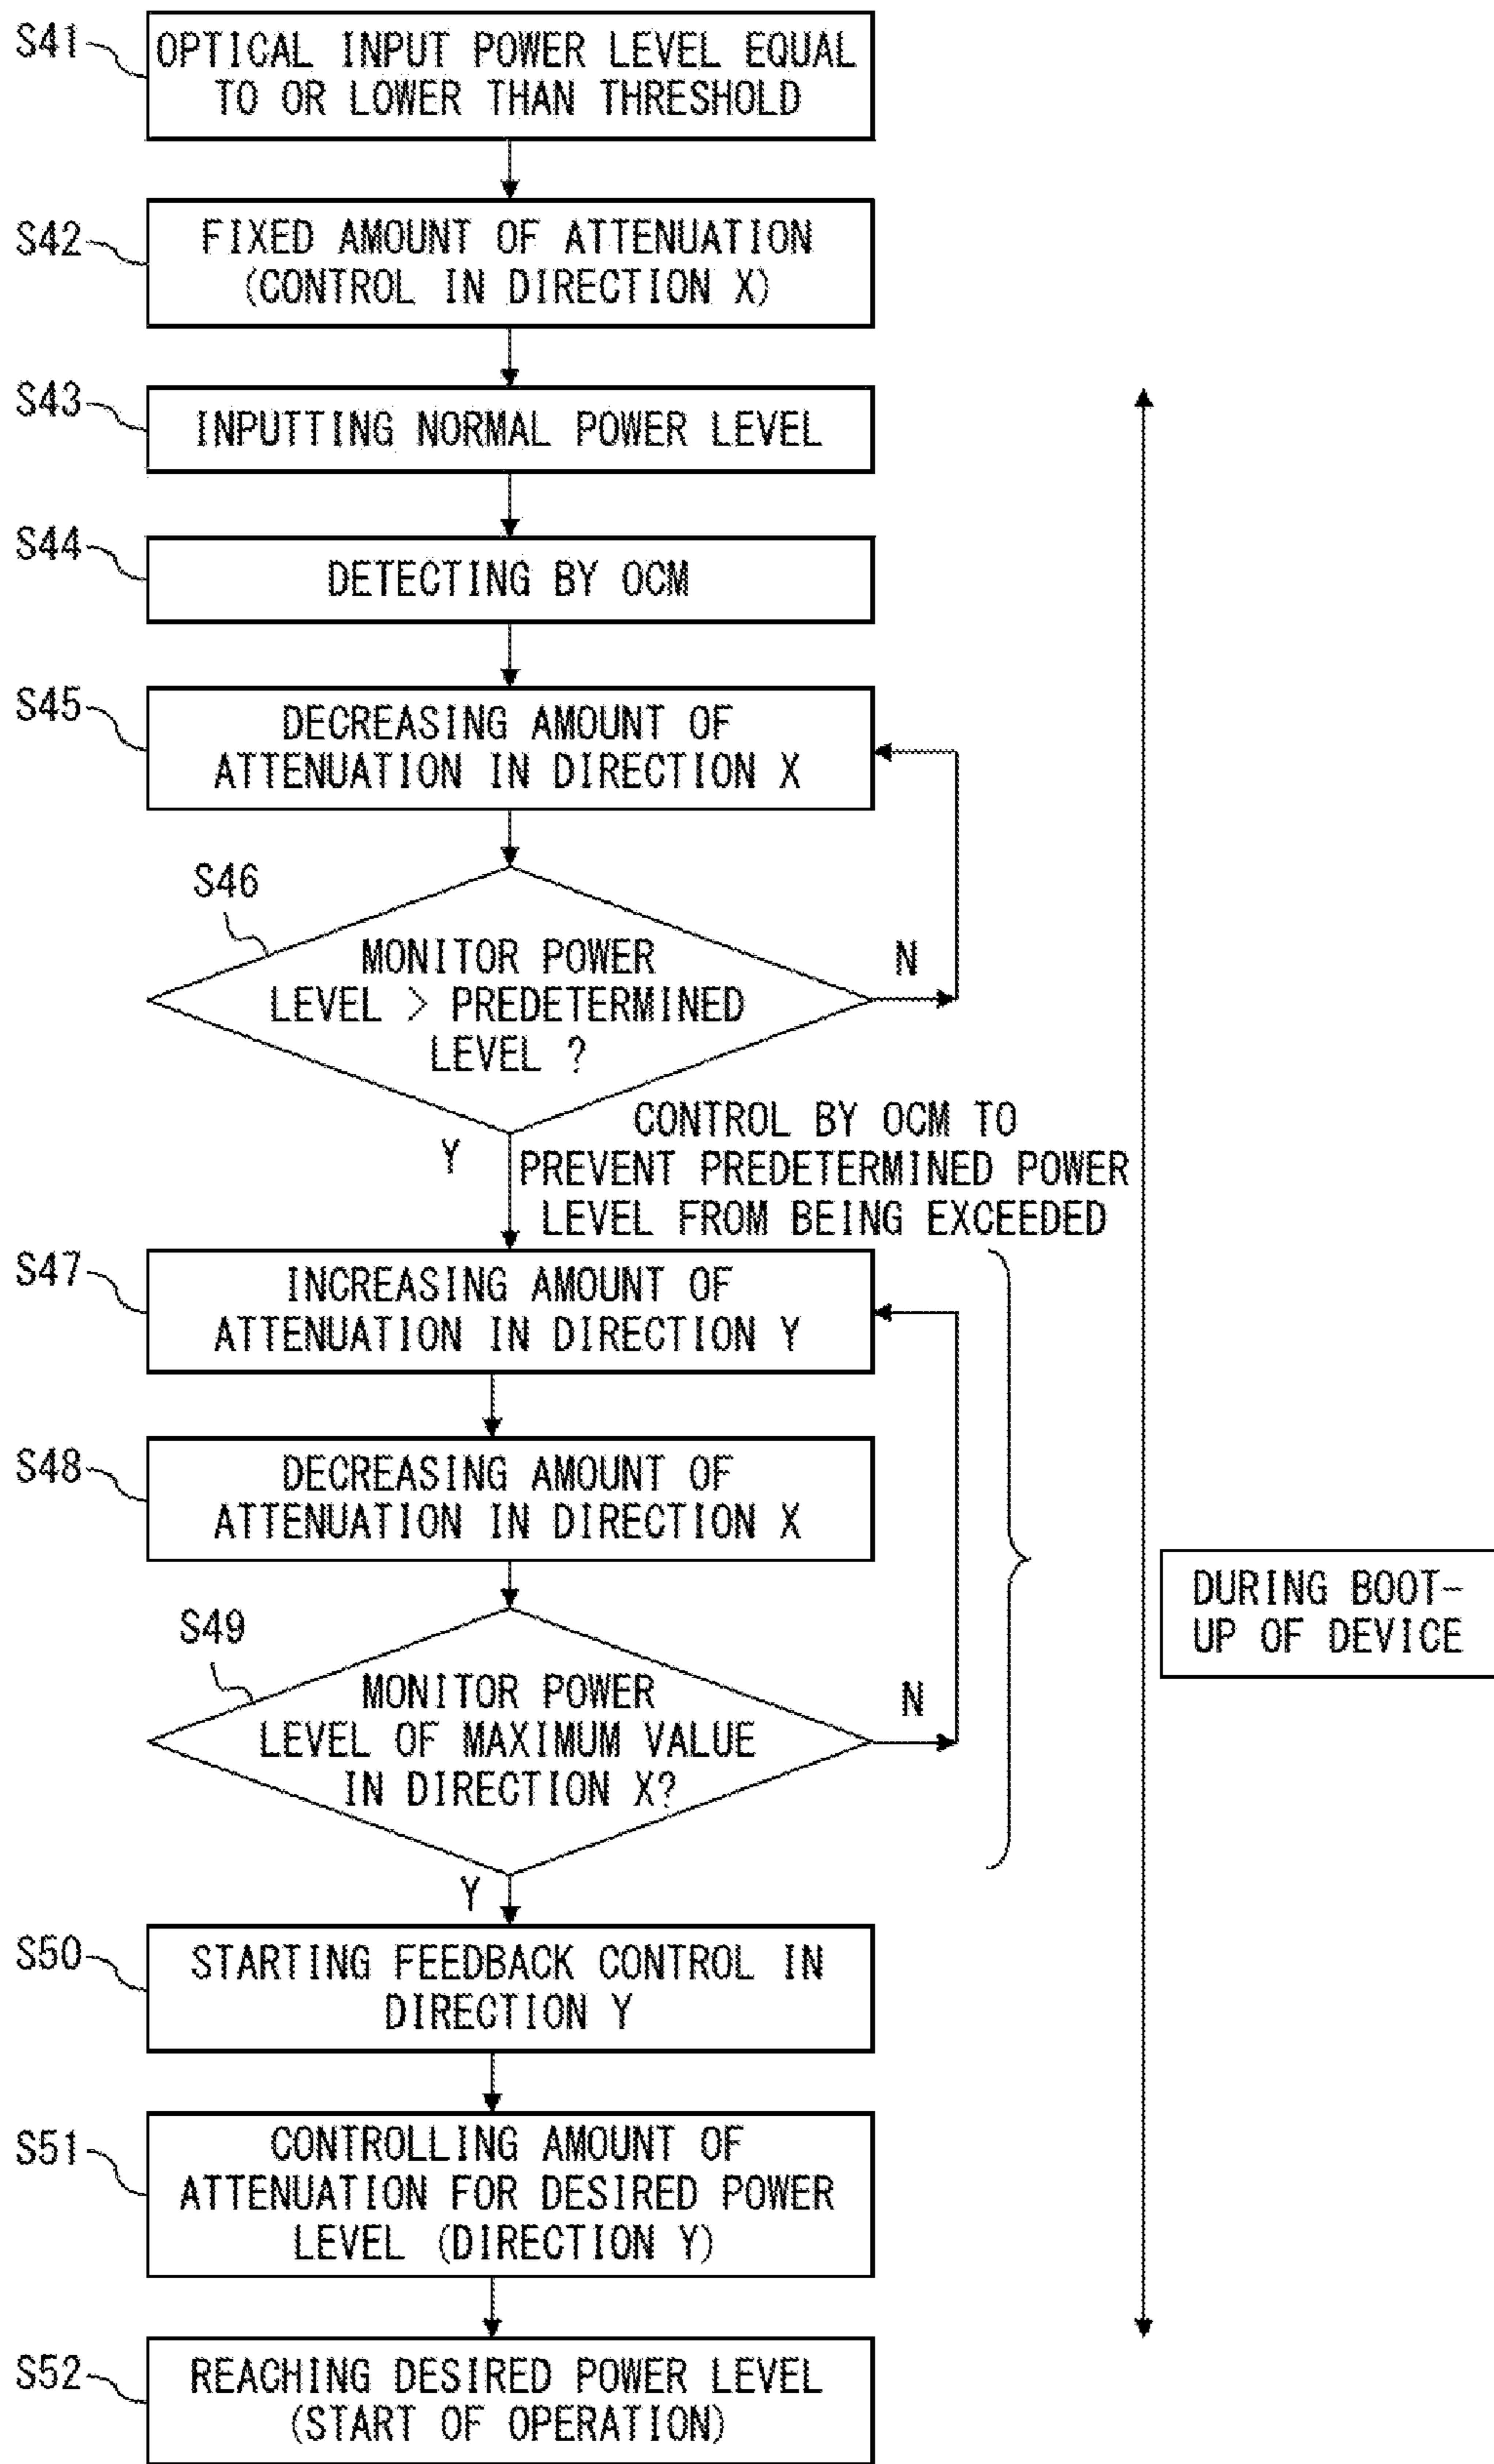 S41
OPTICAL INPUT POWER LEVEL EQUAL
TO OR LOWER THAN THRESHOLD
S42
FIXED AMOUNT OF ATTENUATION
(CONTROL IN DIRECTION X)
S43
INPUTTING NORMAL POWER LEVEL
S44
DETECTING BY OCM
S45
DECREASING AMOUNT OF
ATTENUATION IN DIRECTION X
S46
MONITOR POWER
LEVEL > PREDETERMINED
LEVEL ?
N
Y
CONTROL BY OCM TO
PREVENT PREDETERMINED POWER
LEVEL FROM BEING EXCEEDED
S47
INCREASING AMOUNT OF
ATTENUATION IN DIRECTION Y
S48
DECREASING AMOUNT OF
ATTENUATION IN DIRECTION X
S49
MONITOR POWER
LEVEL OF MAXIMUM VALUE
IN DIRECTION X?
N
Y
DURING BOOT-
UP OF DEVICE
S50
STARTING FEEDBACK CONTROL IN
DIRECTION Y
S51
CONTROLLING AMOUNT OF
ATTENUATION FOR DESIRED POWER
LEVEL (DIRECTION Y)
S52
REACHING DESIRED POWER LEVEL
(START OF OPERATION)